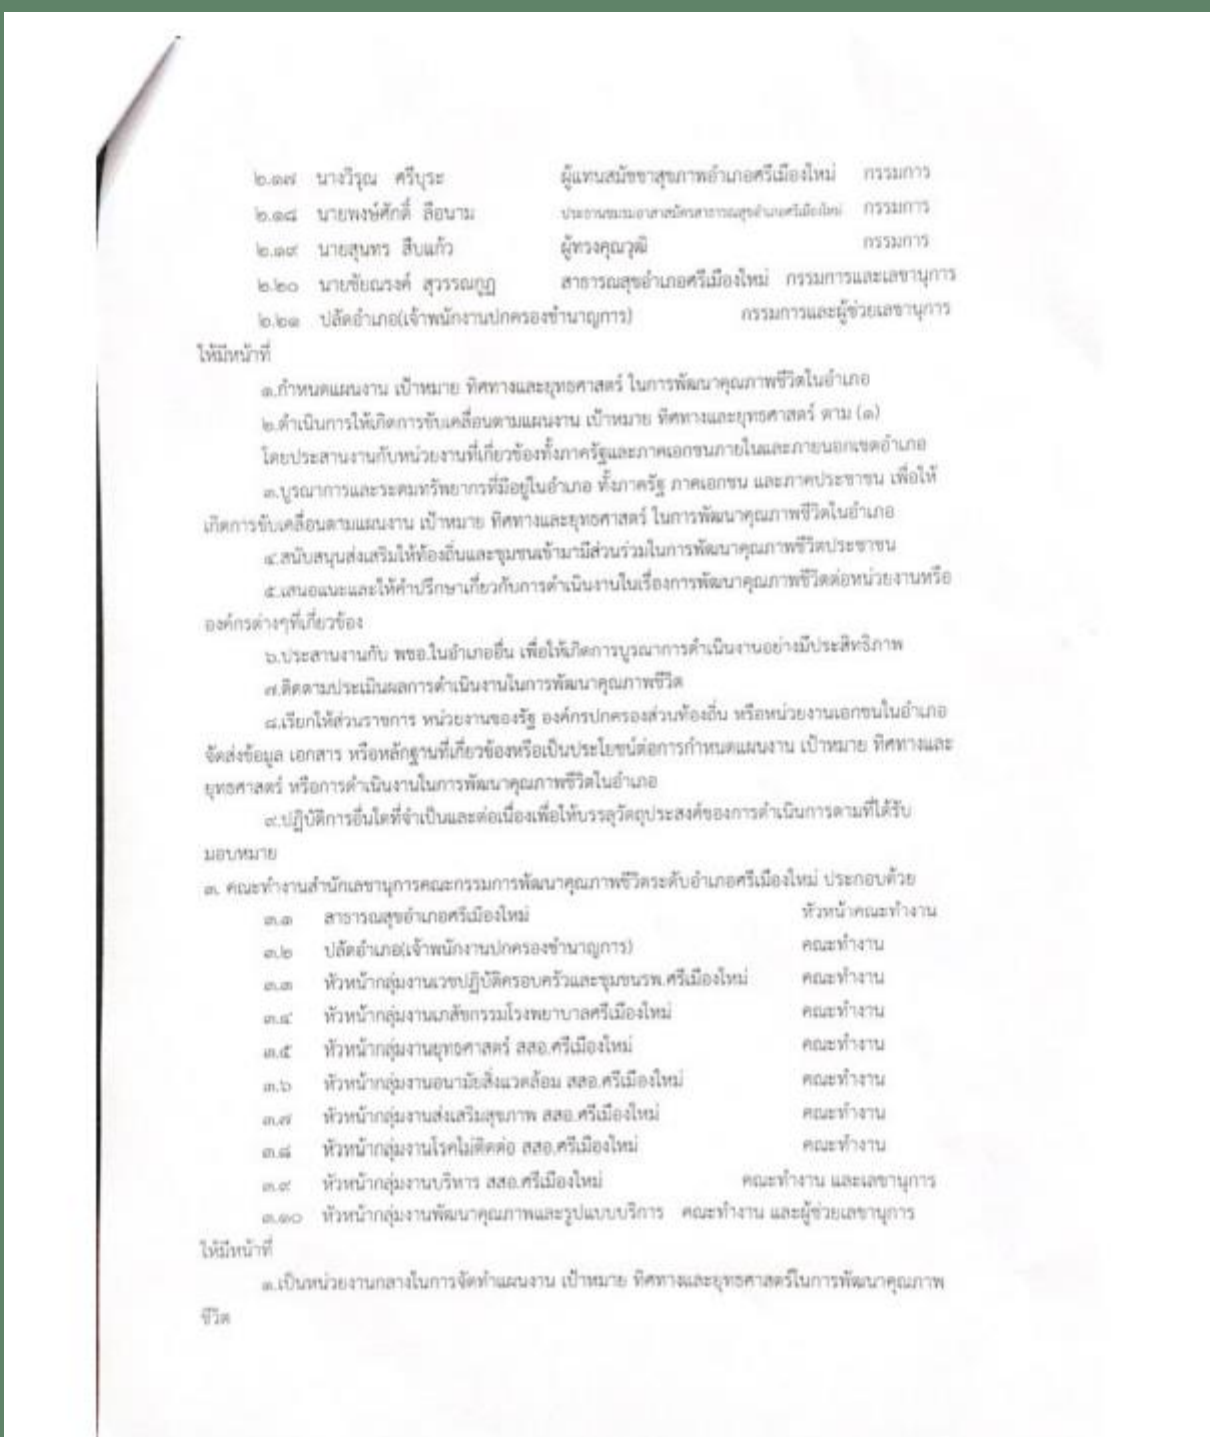 ๒.๑๗ นางวิรุณ ศรีบุระ ผู้แทนสมัชชาสุขภาพอำเภอศรีเมืองใหม่ กรรมการ
๒.๑๘ นายพงษ์ศักดิ์ ลือนาม ประธานชมรมอาสาสมัครสาธารณสุขอำเภอศรีเมืองใหม่ กรรมการ
๒.๑๙ นายสุนทร สืบแก้ว ผู้ทรงคุณวุฒิ กรรมการ
๒.๒๐ นายชัยณรงค์ สุวรรณกูฏ สาธารณสุขอำเภอศรีเมืองใหม่ กรรมการและเลขานุการ
๒.๒๑ ปลัดอำเภอ(เจ้าพนักงานปกครองชำนาญการ) กรรมการและผู้ช่วยเลขานุการ
ให้มีหน้าที่
๑.กำหนดแผนงาน เป้าหมาย ทิศทางและยุทธศาสตร์ ในการพัฒนาคุณภาพชีวิตในอำเภอ
๒.ดำเนินการให้เกิดการขับเคลื่อนตามแผนงาน เป้าหมาย ทิศทางและยุทธศาสตร์ ตาม (๑)
โดยประสานงานกับหน่วยงานที่เกี่ยวข้องทั้งภาครัฐและภาคเอกชนภายในและภายนอกเขตอำเภอ
๓.บูรณาการและระดมทรัพยากรที่มีอยู่ในอำเภอ ทั้งภาครัฐ ภาคเอกชน และภาคประชาชน เพื่อให้
เกิดการขับเคลื่อนตามแผนงาน เป้าหมาย ทิศทางและยุทธศาสตร์ ในการพัฒนาคุณภาพชีวิตในอำเภอ
๔.สนับสนุนส่งเสริมให้ท้องถิ่นและชุมชนเข้ามามีส่วนร่วมในการพัฒนาคุณภาพชีวิตประชาชน
๕.เสนอแนะและให้คำปรึกษาเกี่ยวกับการดำเนินงานในเรื่องการพัฒนาคุณภาพชีวิตต่อหน่วยงานหรือ
องค์กรต่างๆที่เกี่ยวข้อง
๖.ประสานงานกับ พชอ.ในอำเภออื่น เพื่อให้เกิดการบูรณาการดำเนินงานอย่างมีประสิทธิภาพ
๗.ติดตามประเมินผลการดำเนินงานในการพัฒนาคุณภาพชีวิต
๘.เรียกให้ส่วนราชการ หน่วยงานของรัฐ องค์กรปกครองส่วนท้องถิ่น หรือหน่วยงานเอกชนในอำเภอ
จัดส่งข้อมูล เอกสาร หรือหลักฐานที่เกี่ยวข้องหรือเป็นประโยชน์ต่อการกำหนดแผนงาน เป้าหมาย ทิศทางและ
ยุทธศาสตร์ หรือการดำเนินงานในการพัฒนาคุณภาพชีวิตในอำเภอ
๙.ปฏิบัติการอื่นใดที่จำเป็นและต่อเนื่องเพื่อให้บรรลุวัตถุประสงค์ของการดำเนินการตามที่ได้รับ
มอบหมาย
๓. คณะทำงานสำนักเลขานุการคณะกรรมการพัฒนาคุณภาพชีวิตระดับอำเภอศรีเมืองใหม่ ประกอบด้วย
๓.๑ สาธารณสุขอำเภอศรีเมืองใหม่ หัวหน้าคณะทำงาน
๓.๒ ปลัดอำเภอ(เจ้าพนักงานปกครองชำนาญการ) คณะทำงาน
๓.๓ หัวหน้ากลุ่มงานเวชปฏิบัติครอบครัวและชุมชนรพ.ศรีเมืองใหม่ คณะทำงาน
๓.๔ หัวหน้ากลุ่มงานเภสัชกรรมโรงพยาบาลศรีเมืองใหม่ คณะทำงาน
๓.๕ หัวหน้ากลุ่มงานยุทธศาสตร์ สสอ.ศรีเมืองใหม่ คณะทำงาน
๓.๖ หัวหน้ากลุ่มงานอนามัยสิ่งแวดล้อม สสอ.ศรีเมืองใหม่ คณะทำงาน
๓.๗ หัวหน้ากลุ่มงานส่งเสริมสุขภาพ สสอ.ศรีเมืองใหม่ คณะทำงาน
๓.๘ หัวหน้ากลุ่มงานโรคไม่ติดต่อ สสอ.ศรีเมืองใหม่ คณะทำงาน
๓.๙ หัวหน้ากลุ่มงานบริหาร สสอ.ศรีเมืองใหม่ คณะทำงาน และเลขานุการ
๓.๑๐ หัวหน้ากลุ่มงานพัฒนาคุณภาพและรูปแบบบริการ คณะทำงาน และผู้ช่วยเลขานุการ
ให้มีหน้าที่
๑.เป็นหน่วยงานกลางในการจัดทำแผนงาน เป้าหมาย ทิศทางและยุทธศาสตร์ในการพัฒนาคุณภาพ
ชีวิต